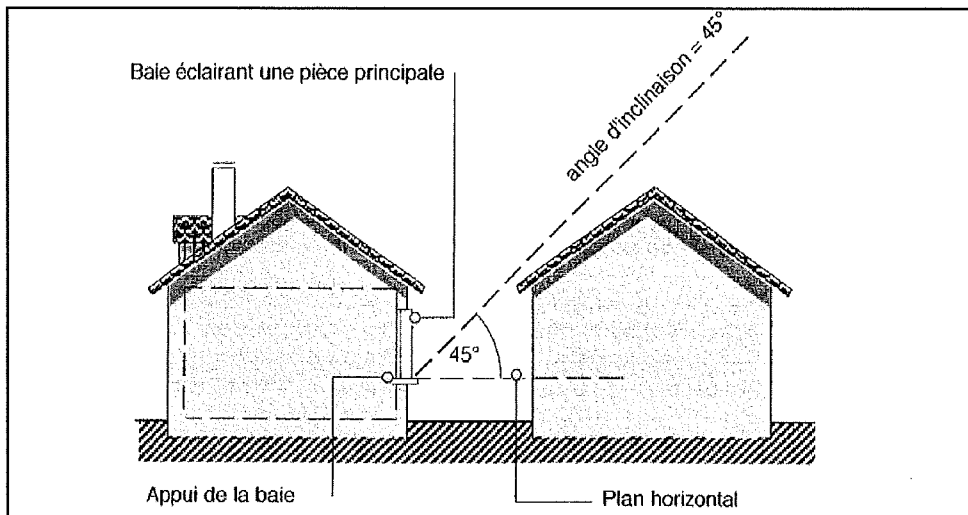 Baie éclairant une pièce principale
angle d'inclinaison = 45°
45°
Appui de la baie
Plan horizontal